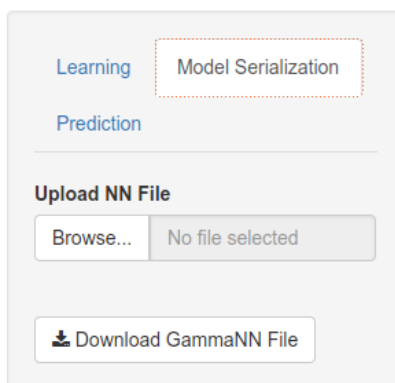 Learning Model Serialization
Prediction
Upload NN File
Browse... No file selected
Download GammaNN File